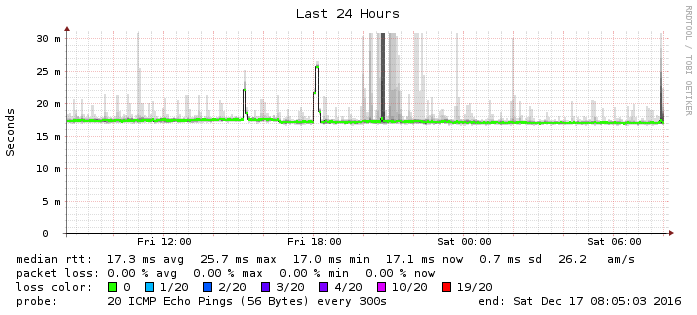 Last 24 Hours
RRDTOOL / TOBI OETIKER
Seconds
30 m
25 m
20 m
15 m
10 m
5 m
0
Fri 12:00 Fri 18:00 Sat 00:00 Sat 06:00
median rtt: 17.3 ms avg 25.7 ms max 17.0 ms min 17.1 ms now 0.7 ms sd 26.2 am/s
packet loss: 0.00 % avg 0.00 % max 0.00 % min 0.00 % now
loss color: 0 1/20 2/20 3/20 4/20 10/20 19/20
probe: 20 ICMP Echo Pings (56 Bytes) every 300s end: Sat Dec 17 08:05:03 2016